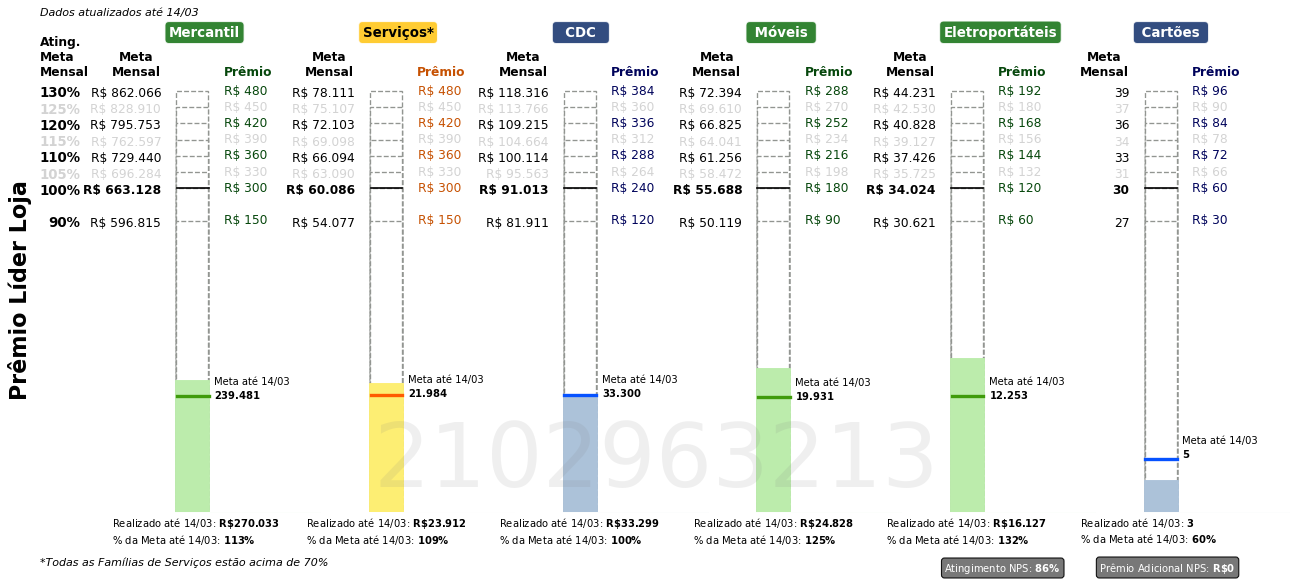 Dados atualizados até 14/03
Mercantil Serviços* CDC Móveis Eletroportáteis Cartões
Ating. Meta Mensal Meta Mensal Prêmio Meta Mensal Prêmio Meta Mensal Prêmio Meta Mensal Prêmio Meta Mensal Prêmio Meta Mensal Prêmio
130% R$ 862.066 R$ 480 R$ 78.111 R$ 480 R$ 118.316 R$ 384 R$ 72.394 R$ 288 R$ 44.231 R$ 192 39 R$ 96
125% R$ 828.910 R$ 450 R$ 75.107 R$ 450 R$ 113.766 R$ 360 R$ 69.610 R$ 270 R$ 42.530 R$ 180 37 R$ 90
120% R$ 795.753 R$ 420 R$ 72.103 R$ 420 R$ 109.215 R$ 336 R$ 66.825 R$ 252 R$ 40.828 R$ 168 36 R$ 84
115% R$ 762.597 R$ 390 R$ 69.098 R$ 390 R$ 104.664 R$ 312 R$ 64.041 R$ 234 R$ 39.127 R$ 156 34 R$ 78
110% R$ 729.440 R$ 360 R$ 66.094 R$ 360 R$ 100.114 R$ 288 R$ 61.256 R$ 216 R$ 37.426 R$ 144 33 R$ 72
105% R$ 696.284 R$ 330 R$ 63.090 R$ 330 R$ 95.563 R$ 264 R$ 58.472 R$ 198 R$ 35.725 R$ 132 31 R$ 66
100% R$ 663.128 R$ 300 R$ 60.086 R$ 300 R$ 91.013 R$ 240 R$ 55.688 R$ 180 R$ 34.024 R$ 120 30 R$ 60
90% R$ 596.815 R$ 150 R$ 54.077 R$ 150 R$ 81.911 R$ 120 R$ 50.119 R$ 90 R$ 30.621 R$ 60 27 R$ 30
Prêmio Líder Loja
Meta até 14/03 Meta até 14/03 Meta até 14/03 Meta até 14/03 Meta até 14/03
239.481 21.984 33.300 19.931 12.253
Meta até 14/03
5
2102963213
Realizado até 14/03: R$270.033 Realizado até 14/03: R$23.912 Realizado até 14/03: R$33.299 Realizado até 14/03: R$24.828 Realizado até 14/03: R$16.127 Realizado até 14/03: 3
% da Meta até 14/03: 113% % da Meta até 14/03: 109% % da Meta até 14/03: 100% % da Meta até 14/03: 125% % da Meta até 14/03: 132% % da Meta até 14/03: 60%
*Todas as Famílias de Serviços estão acima de 70%
Atingimento NPS: 86% Prêmio Adicional NPS: R$0